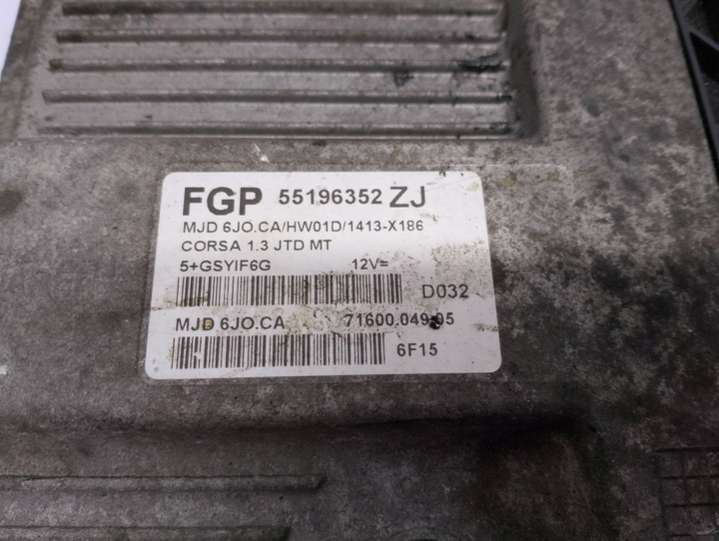 FGP 55196352 ZJ
MJD 6JO.CA/HW01D/1413-X186
CORSA 1.3 JTD MT
5+GSYIF6G 12V=
D032
MJD 6JO.CA 71600.049.05
6F15